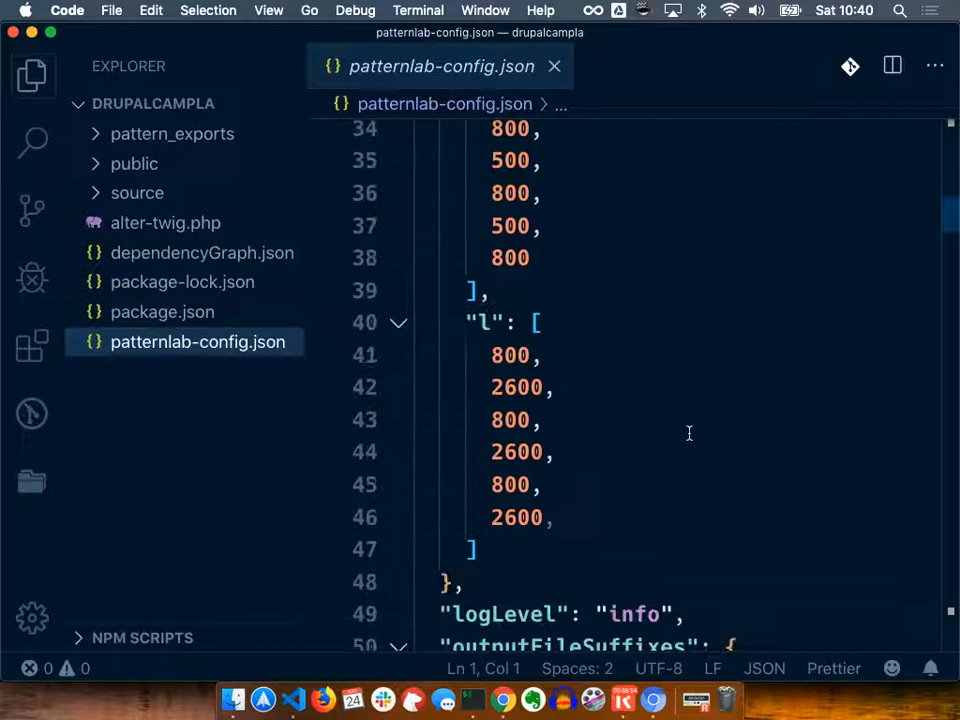 Code File Edit Selection View Go Debug Terminal Window Help Sat 10:40
patternlab-config.json — drupalcampla
EXPLORER
DRUPALCAMPLA
pattern_exports
public
source
alter-twig.php
{} dependencyGraph.json
{} package-lock.json
{} package.json
{} patternlab-config.json
NPM SCRIPTS
{} patternlab-config.json
{} patternlab-config.json > ...
34 800,
35 500,
36 800,
37 500,
38 800
39 ],
40 "l": [
41 800,
42 2600,
43 800,
44 2600,
45 800,
46 2600,
47 ]
48 },
49 "logLevel": "info",
50 "outputFileSuffixes": {
0 0 Ln 1, Col 1 Spaces: 2 UTF-8 LF JSON Prettier
24